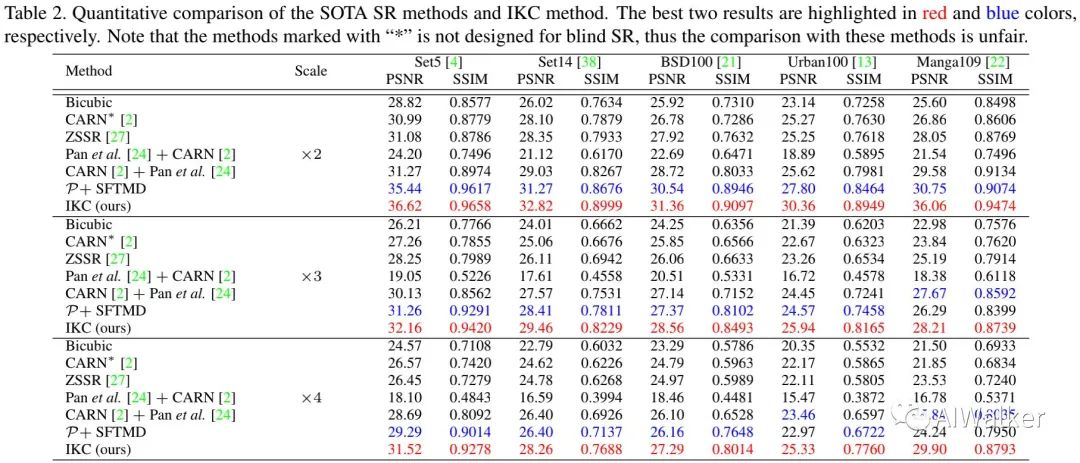 Table 2. Quantitative comparison of the SOTA SR methods and IKC method. The best two results are highlighted in red and blue colors,
respectively. Note that the methods marked with “*” is not designed for blind SR, thus the comparison with these methods is unfair.
Method Scale Set5 [4] Set14 [38] BSD100 [21] Urban100 [13] Manga109 [22]
PSNR SSIM PSNR SSIM PSNR SSIM PSNR SSIM PSNR SSIM
Bicubic 28.82 0.8577 26.02 0.7634 25.92 0.7310 23.14 0.7258 25.60 0.8498
CARN* [2] 30.99 0.8779 28.10 0.7879 26.78 0.7286 25.27 0.7630 26.86 0.8606
ZSSR [27] 31.08 0.8786 28.35 0.7933 27.92 0.7632 25.25 0.7618 28.05 0.8769
Pan et al. [24] + CARN [2] ×2 24.20 0.7496 21.12 0.6170 22.69 0.6471 18.89 0.5895 21.54 0.7496
CARN [2] + Pan et al. [24] 31.27 0.8974 29.03 0.8267 28.72 0.8033 25.62 0.7981 29.58 0.9134
P+ SFTMD 35.44 0.9617 31.27 0.8676 30.54 0.8946 27.80 0.8464 30.75 0.9074
IKC (ours) 36.62 0.9658 32.82 0.8999 31.36 0.9097 30.36 0.8949 36.06 0.9474
Bicubic 26.21 0.7766 24.01 0.6662 24.25 0.6356 21.39 0.6203 22.98 0.7576
CARN* [2] 27.26 0.7855 25.06 0.6676 25.85 0.6566 22.67 0.6323 23.84 0.7620
ZSSR [27] 28.25 0.7989 26.11 0.6942 26.06 0.6633 23.26 0.6534 25.19 0.7914
Pan et al. [24] + CARN [2] ×3 19.05 0.5226 17.61 0.4558 20.51 0.5331 16.72 0.4578 18.38 0.6118
CARN [2] + Pan et al. [24] 30.13 0.8562 27.57 0.7531 27.14 0.7152 24.45 0.7241 27.67 0.8592
P+ SFTMD 31.26 0.9291 28.41 0.7811 27.37 0.8102 24.57 0.7458 26.29 0.8399
IKC (ours) 32.16 0.9420 29.46 0.8229 28.56 0.8493 25.94 0.8165 28.21 0.8739
Bicubic 24.57 0.7108 22.79 0.6032 23.29 0.5786 20.35 0.5532 21.50 0.6933
CARN* [2] 26.57 0.7420 24.62 0.6226 24.79 0.5963 22.17 0.5865 21.85 0.6834
ZSSR [27] 26.45 0.7279 24.78 0.6268 24.97 0.5989 22.11 0.5805 23.53 0.7240
Pan et al. [24] + CARN [2] ×4 18.10 0.4843 16.59 0.3994 18.46 0.4481 15.47 0.3872 16.78 0.5371
CARN [2] + Pan et al. [24] 28.69 0.8092 26.40 0.6926 26.10 0.6528 23.46 0.6597
P+ SFTMD 29.29 0.9014 26.40 0.7137 26.16 0.7648 22.97 0.6722 24.24 0.7950
IKC (ours) 31.52 0.9278 28.26 0.7688 27.29 0.8014 25.33 0.7760 29.90 0.8793
AIWalker